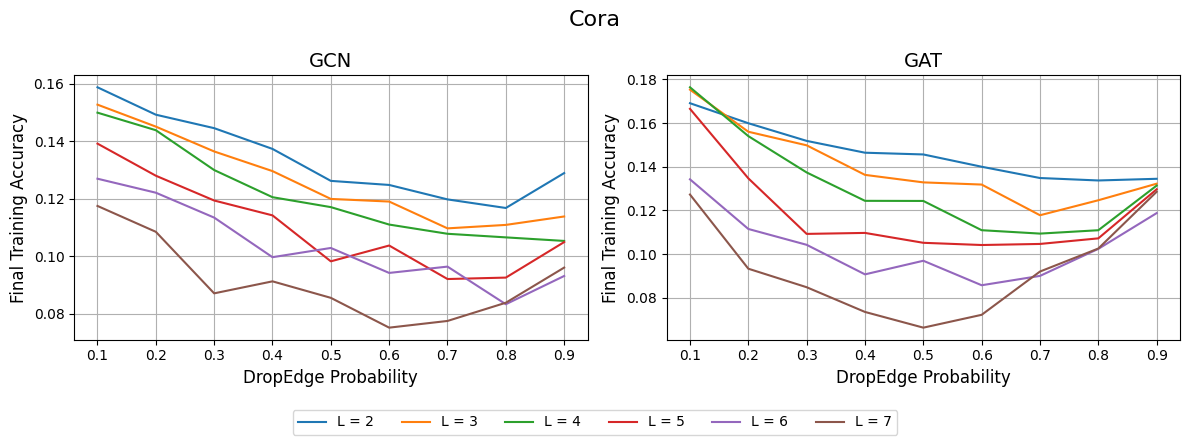 Cora
GCN
Final Training Accuracy
0.16
0.14
0.12
0.10
0.08
0.1 0.2 0.3 0.4 0.5 0.6 0.7 0.8 0.9
DropEdge Probability
GAT
Final Training Accuracy
0.18
0.16
0.14
0.12
0.10
0.08
0.1 0.2 0.3 0.4 0.5 0.6 0.7 0.8 0.9
DropEdge Probability
L = 2 L = 3 L = 4 L = 5 L = 6 L = 7